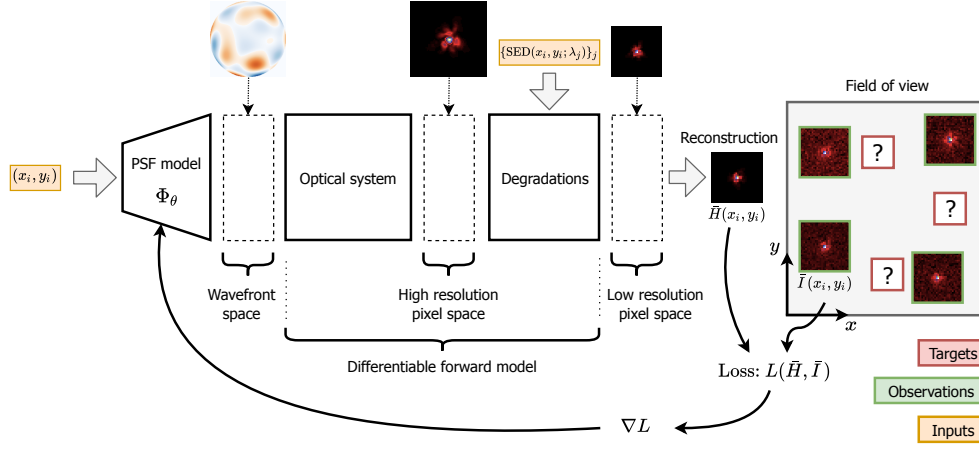 {SED(x_i, y_i; λ_j)}_j
Field of view
(x_i, y_i)
PSF model
Φ_θ
Optical system
Degradations
Reconstruction
H̄(x_i, y_i)
?
?
?
Ī(x_i, y_i)
y
x
Wavefront
space
High resolution
pixel space
Low resolution
pixel space
Differentiable forward model
Loss: L(H̄, Ī)
∇L
Targets
Observations
Inputs